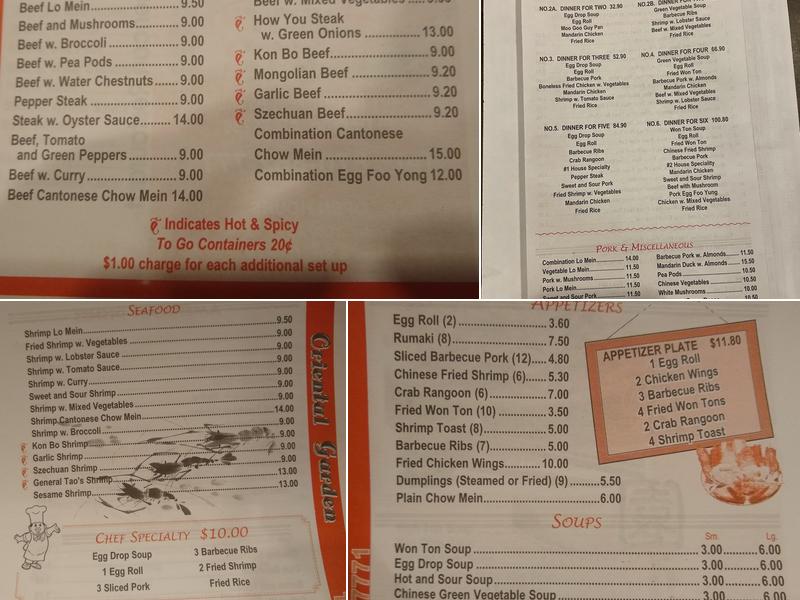 Beef Lo Mein 9.50
Beef and Mushrooms 9.00
Beef w. Broccoli 9.00
Beef w. Pea Pods 9.00
Beef w. Water Chestnuts 9.00
Pepper Steak 9.00
Steak w. Oyster Sauce 14.00
Beef, Tomato
and Green Peppers 9.00
Beef w. Curry 9.00
Beef Cantonese Chow Mein 14.00
Beef w. Mixed Vegetables
How You Steak
w. Green Onions 13.00
Kon Bo Beef 9.00
Mongolian Beef 9.20
Garlic Beef 9.20
Szechuan Beef 9.20
Combination Cantonese
Chow Mein 15.00
Combination Egg Foo Yong 12.00
Indicates Hot & Spicy
To Go Containers 20¢
$1.00 charge for each additional set up
NO.2A. DINNER FOR TWO 32.90
Egg Drop Soup
Egg Roll
Moo Goo Guy Pan
Mandarin Chicken
Fried Rice
NO.2B. DINNER
Green Vegetable Soup
Barbecue Ribs
Shrimp w. Lobster Sauce
Beef w. Mixed Vegetables
Fried Rice
NO.3. DINNER FOR THREE 52.90
Egg Drop Soup
Egg Roll
Barbecue Pork
Boneless Fried Chicken w. Vegetables
Mandarin Chicken
Shrimp w. Tomato Sauce
Fried Rice
NO.4. DINNER FOR FOUR 66.90
Green Vegetable Soup
Egg Roll
Fried Won Ton
Barbecue Pork w. Almonds
Mandarin Chicken
Beef w. Mixed Vegetables
Shrimp w. Lobster Sauce
Fried Rice
NO.5. DINNER FOR FIVE 84.90
Egg Drop Soup
Egg Roll
Barbecue Ribs
Crab Rangoon
#1 House Specialty
Pepper Steak
Sweet and Sour Pork
Fried Shrimp w. Vegetables
Mandarin Chicken
Fried Rice
NO.6. DINNER FOR SIX 100.80
Won Ton Soup
Egg Roll
Fried Won Ton
Chinese Fried Shrimp
Barbecue Pork
#2 House Speciality
Mandarin Chicken
Sweet and Sour Shrimp
Beef with Mushroom
Pork Egg Foo Yung
Chicken w. Mixed Vegetables
Fried Rice
PORK & MISCELLANEOUS
Combination Lo Mein 14.00
Vegetable Lo Mein 11.50
Pork w. Mushrooms 11.50
Pork Lo Mein 11.50
Sweet and Sour Pork 11.50
Barbecue Pork w. Almonds 11.50
Mandarin Duck w. Almonds 15.50
Pea Pods 10.50
Chinese Vegetables 10.50
White Mushrooms 10.00
10.50
SEAFOOD
Shrimp Lo Mein 9.50
Fried Shrimp w. Vegetables 9.00
Shrimp w. Lobster Sauce 9.00
Shrimp w. Tomato Sauce 9.00
Shrimp w. Curry 9.00
Sweet and Sour Shrimp 9.00
Shrimp w. Mixed Vegetables 9.00
Shrimp Cantonese Chow Mein 14.00
Shrimp w. Broccoli 9.00
Kon Bo Shrimp 9.00
Garlic Shrimp 9.00
Szechuan Shrimp 9.00
General Tao's Shrimp 13.00
Sesame Shrimp 13.00
Oriental Garden
CHEF SPECIALTY $10.00
Egg Drop Soup
1 Egg Roll
3 Sliced Pork
3 Barbecue Ribs
2 Fried Shrimp
Fried Rice
APPETIZERS
Egg Roll (2) 3.60
Rumaki (8) 7.50
Sliced Barbecue Pork (12) 4.80
Chinese Fried Shrimp (6) 5.30
Crab Rangoon (6) 7.00
Fried Won Ton (10) 3.50
Shrimp Toast (8) 5.00
Barbecue Ribs (7) 5.00
Fried Chicken Wings 10.00
Dumplings (Steamed or Fried) (9) 5.50
Plain Chow Mein 6.00
APPETIZER PLATE $11.80
1 Egg Roll
2 Chicken Wings
3 Barbecue Ribs
4 Fried Won Tons
2 Crab Rangoon
4 Shrimp Toast
SOUPS
Sm. Lg.
Won Ton Soup 3.00 6.00
Egg Drop Soup 3.00 6.00
Hot and Sour Soup 3.00 6.00
Chinese Green Vegetable Soup 3.00 6.00